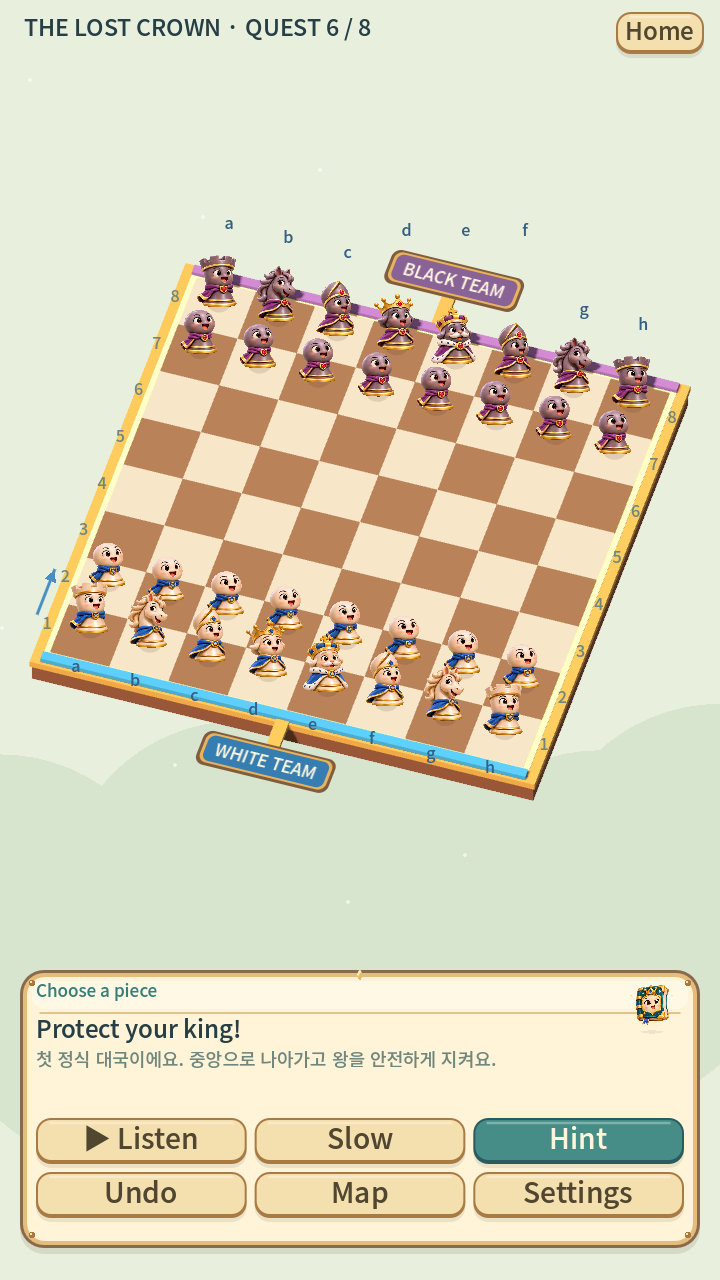 THE LOST CROWN · QUEST 6 / 8
Home
a b c d e f g h
BLACK TEAM
8 8
7 7
6 6
5 5
4 4
3 3
2 2
1 1
a b c d e f g h
WHITE TEAM
Choose a piece
Protect your king!
첫 정식 대국이에요. 중앙으로 나아가고 왕을 안전하게 지켜요.
▶ Listen
Slow
Hint
Undo
Map
Settings